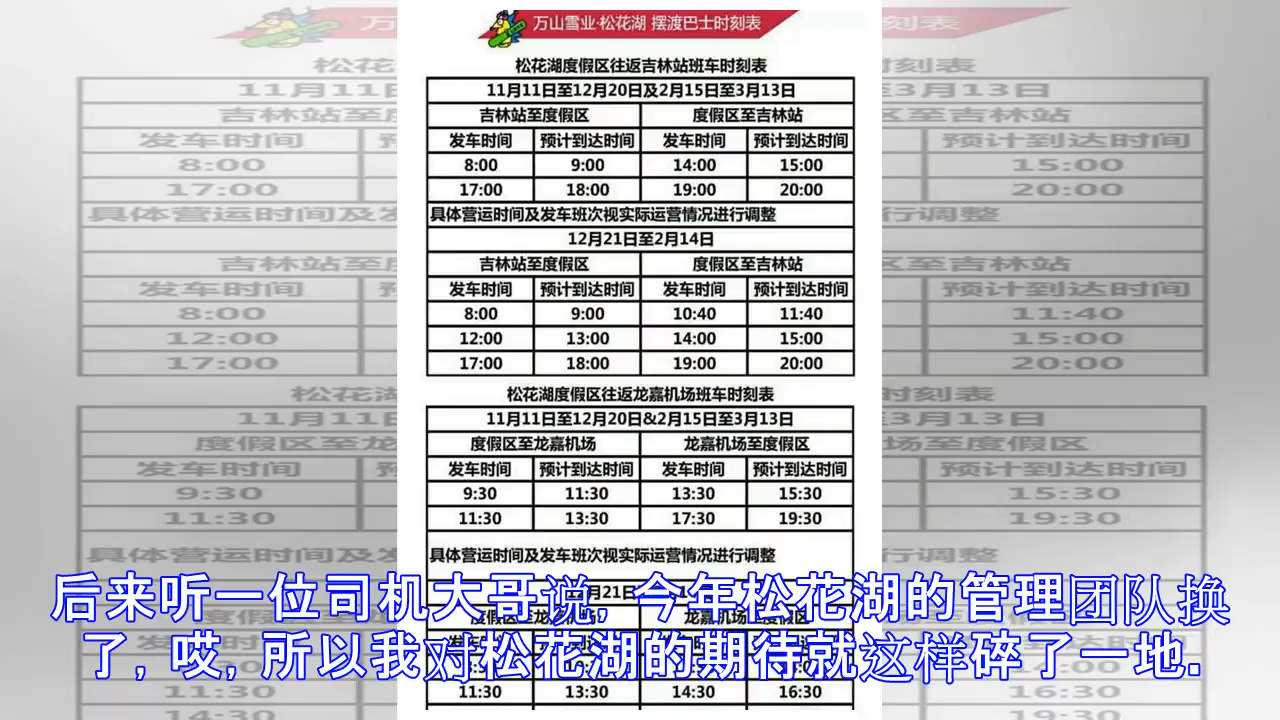 万山雪业·松花湖 摆渡巴士时刻表
松花湖度假区往返吉林站班车时刻表
11月11日至12月20日及2月15日至3月13日
吉林站至度假区 度假区至吉林站
发车时间 预计到达时间 发车时间 预计到达时间
8:00 9:00 14:00 15:00
17:00 18:00 19:00 20:00
具体营运时间及发车班次视实际运营情况进行调整
12月21日至2月14日
吉林站至度假区 度假区至吉林站
发车时间 预计到达时间 发车时间 预计到达时间
8:00 9:00 10:40 11:40
12:00 13:00 14:00 15:00
17:00 18:00 19:00 20:00
松花湖度假区往返龙嘉机场班车时刻表
11月11日至12月20日&2月15日至3月13日
度假区至龙嘉机场 龙嘉机场至度假区
发车时间 预计到达时间 发车时间 预计到达时间
9:30 11:30 13:30 15:30
11:30 13:30 17:30 19:30
具体营运时间及发车班次视实际运营情况进行调整
后来听一位司机大哥说, 今年松花湖的管理团队换
了, 哎, 所以我对松花湖的期待就这样碎了一地.
11:30 13:30 14:30 16:30